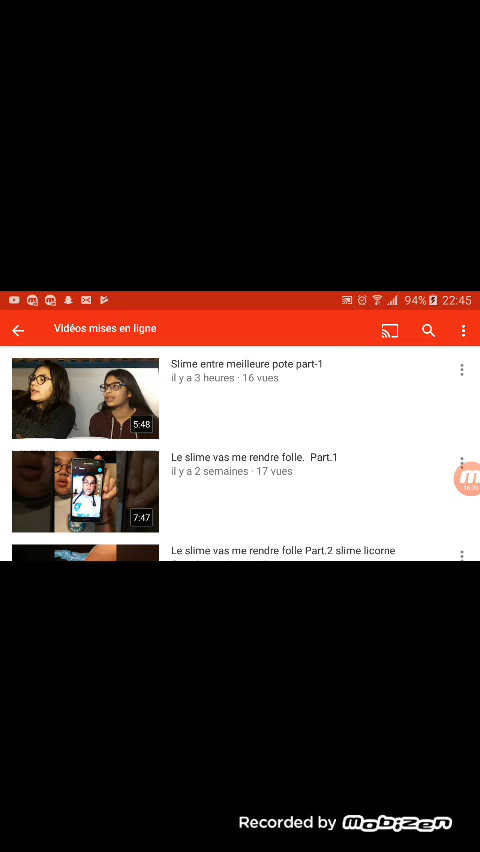 94% 22:45
Vidéos mises en ligne
Slime entre meilleure pote part-1
il y a 3 heures · 16 vues
5:48
Le slime vas me rendre folle. Part.1
il y a 2 semaines · 17 vues
7:47
Le slime vas me rendre folle Part.2 slime licorne
Recorded by mobizen